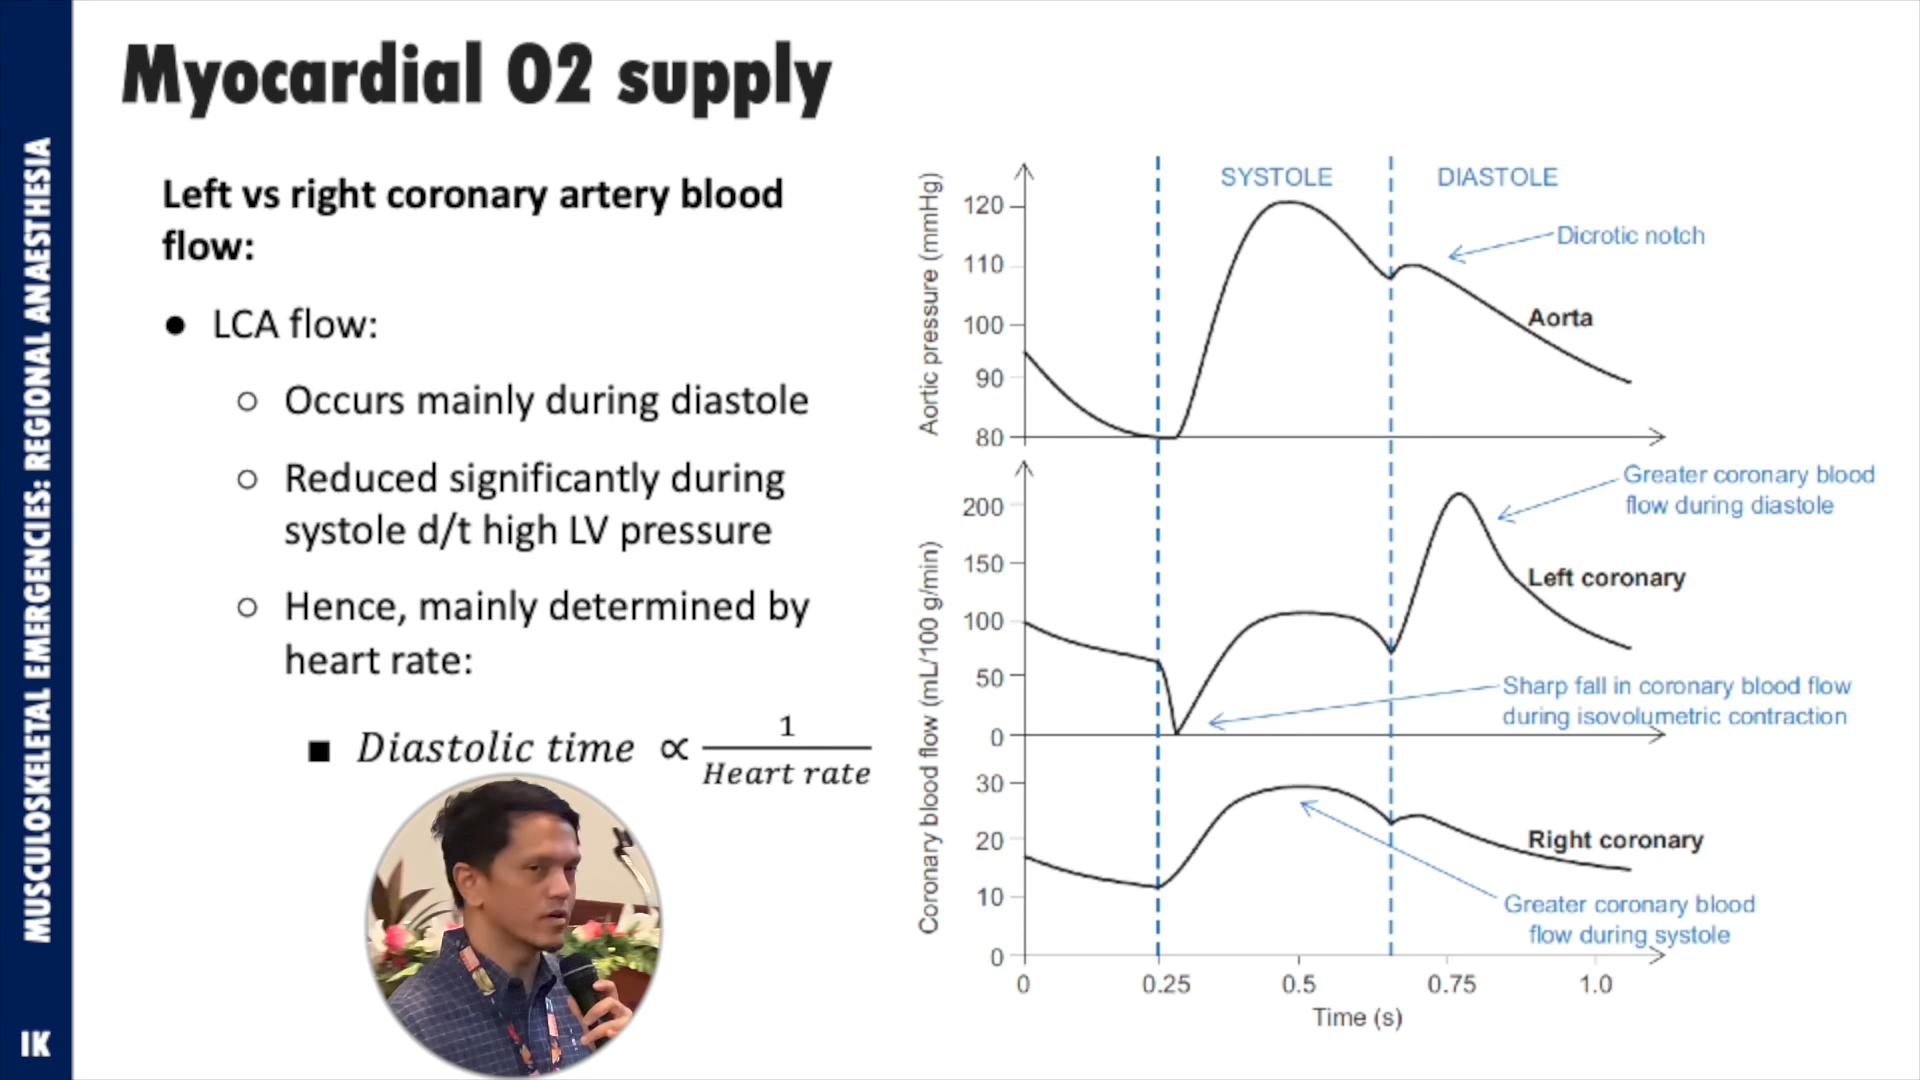 Myocardial O2 supply
MUSCULOSKELETAL EMERGENCIES: REGIONAL ANAESTHESIA
IK
Left vs right coronary artery blood
flow:
● LCA flow:
○ Occurs mainly during diastole
○ Reduced significantly during
systole d/t high LV pressure
○ Hence, mainly determined by
heart rate:
■ Diastolic time ∝ 1
Heart rate
SYSTOLE
DIASTOLE
Aortic pressure (mmHg)
120
110
100
90
80
Dicrotic notch
Aorta
Coronary blood flow (mL/100 g/min)
200
150
100
50
0
Greater coronary blood
flow during diastole
Left coronary
Sharp fall in coronary blood flow
during isovolumetric contraction
30
20
10
0
Right coronary
Greater coronary blood
flow during systole
0 0.25 0.5 0.75 1.0
Time (s)